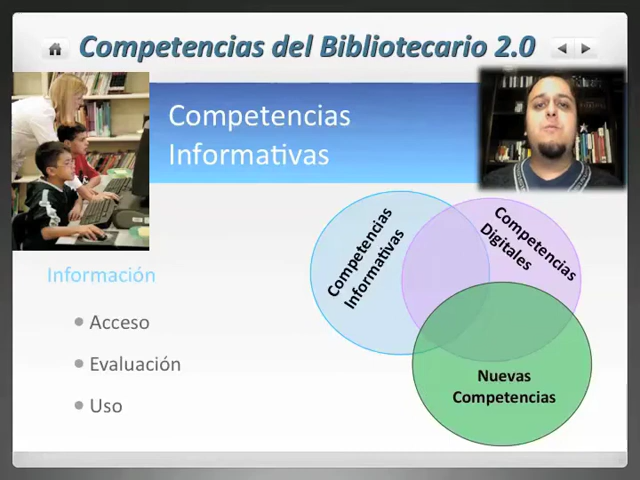 Competencias del Bibliotecario 2.0
Competencias
Informativas
Información
Acceso
Evaluación
Uso
Competencias
Informativas
Competencias
Digitales
Nuevas
Competencias